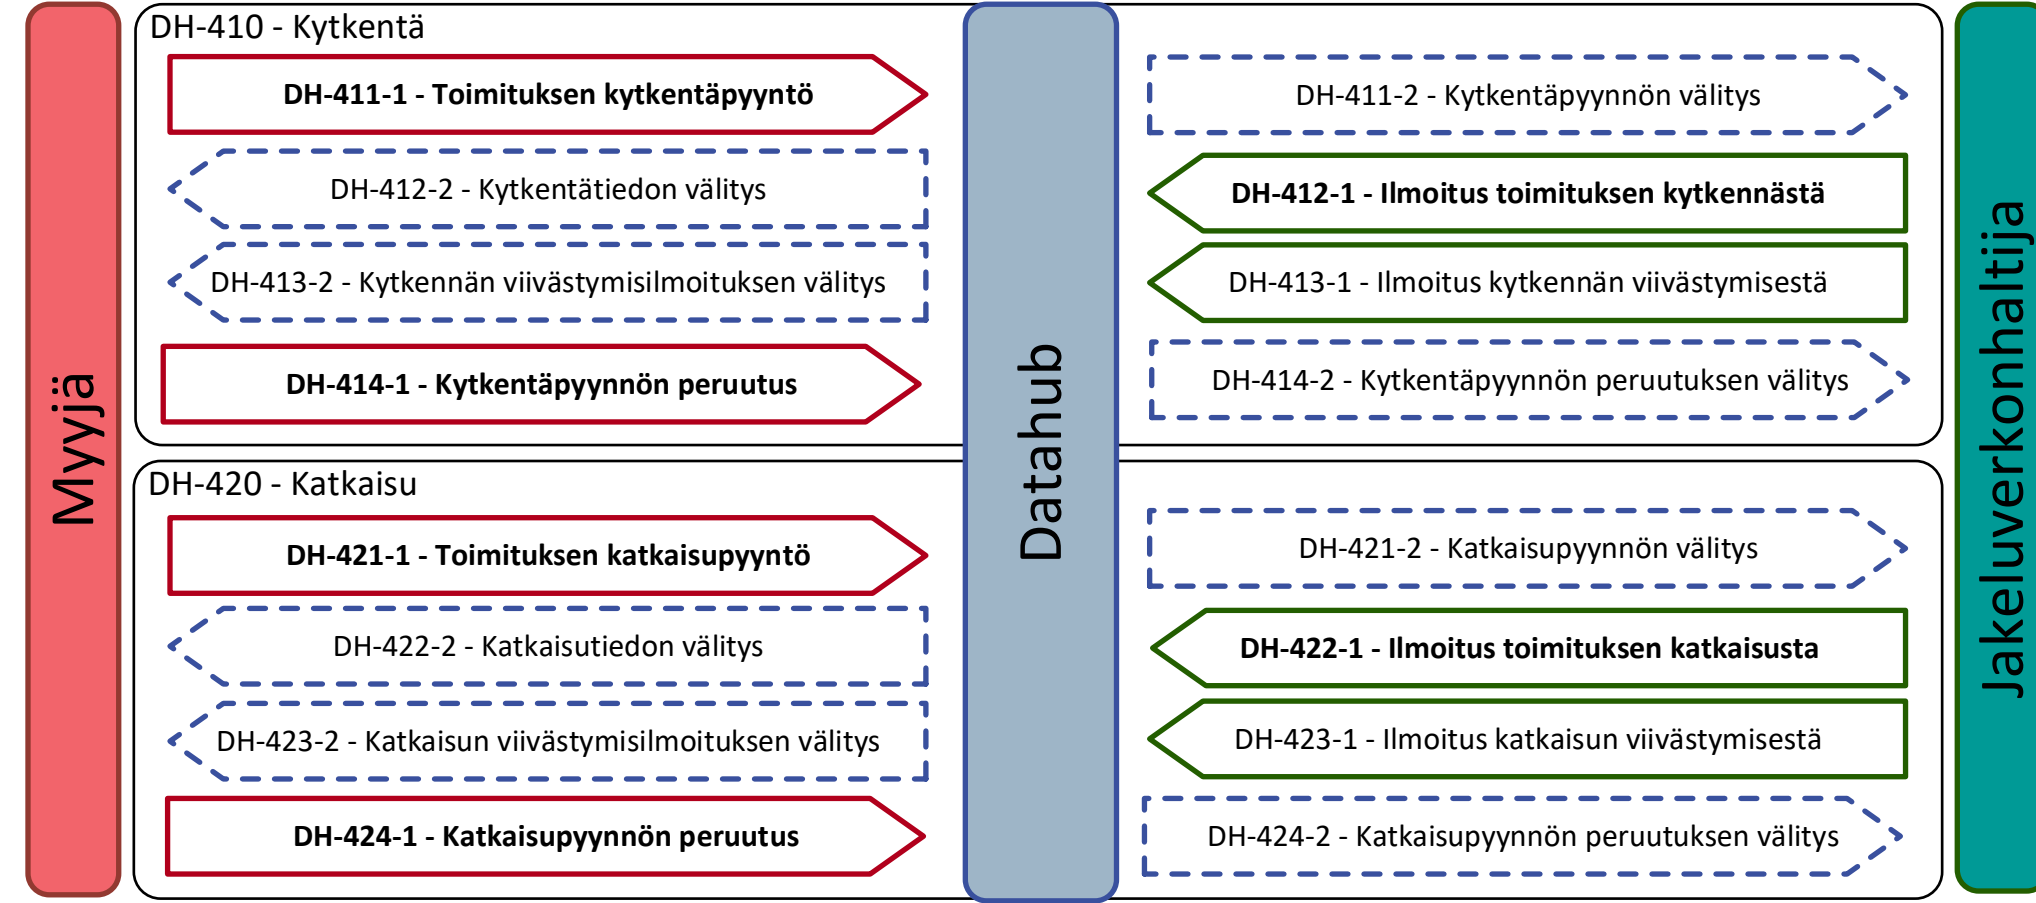 Myyjä
DH-410 - Kytkentä
DH-411-1 - Toimituksen kytkentäpyyntö
DH-412-2 - Kytkentätiedon välitys
DH-413-2 - Kytkennän viivästymisilmoituksen välitys
DH-414-1 - Kytkentäpyynnön peruutus
DH-420 - Katkaisu
DH-421-1 - Toimituksen katkaisupyyntö
DH-422-2 - Katkaisutiedon välitys
DH-423-2 - Katkaisun viivästymisilmoituksen välitys
DH-424-1 - Katkaisupyynnön peruutus
Datahub
DH-411-2 - Kytkentäpyynnön välitys
DH-412-1 - Ilmoitus toimituksen kytkennästä
DH-413-1 - Ilmoitus kytkennän viivästymisestä
DH-414-2 - Kytkentäpyynnön peruutuksen välitys
DH-421-2 - Katkaisupyynnön välitys
DH-422-1 - Ilmoitus toimituksen katkaisusta
DH-423-1 - Ilmoitus katkaisun viivästymisestä
DH-424-2 - Katkaisupyynnön peruutuksen välitys
Jakeluverkonhaltija